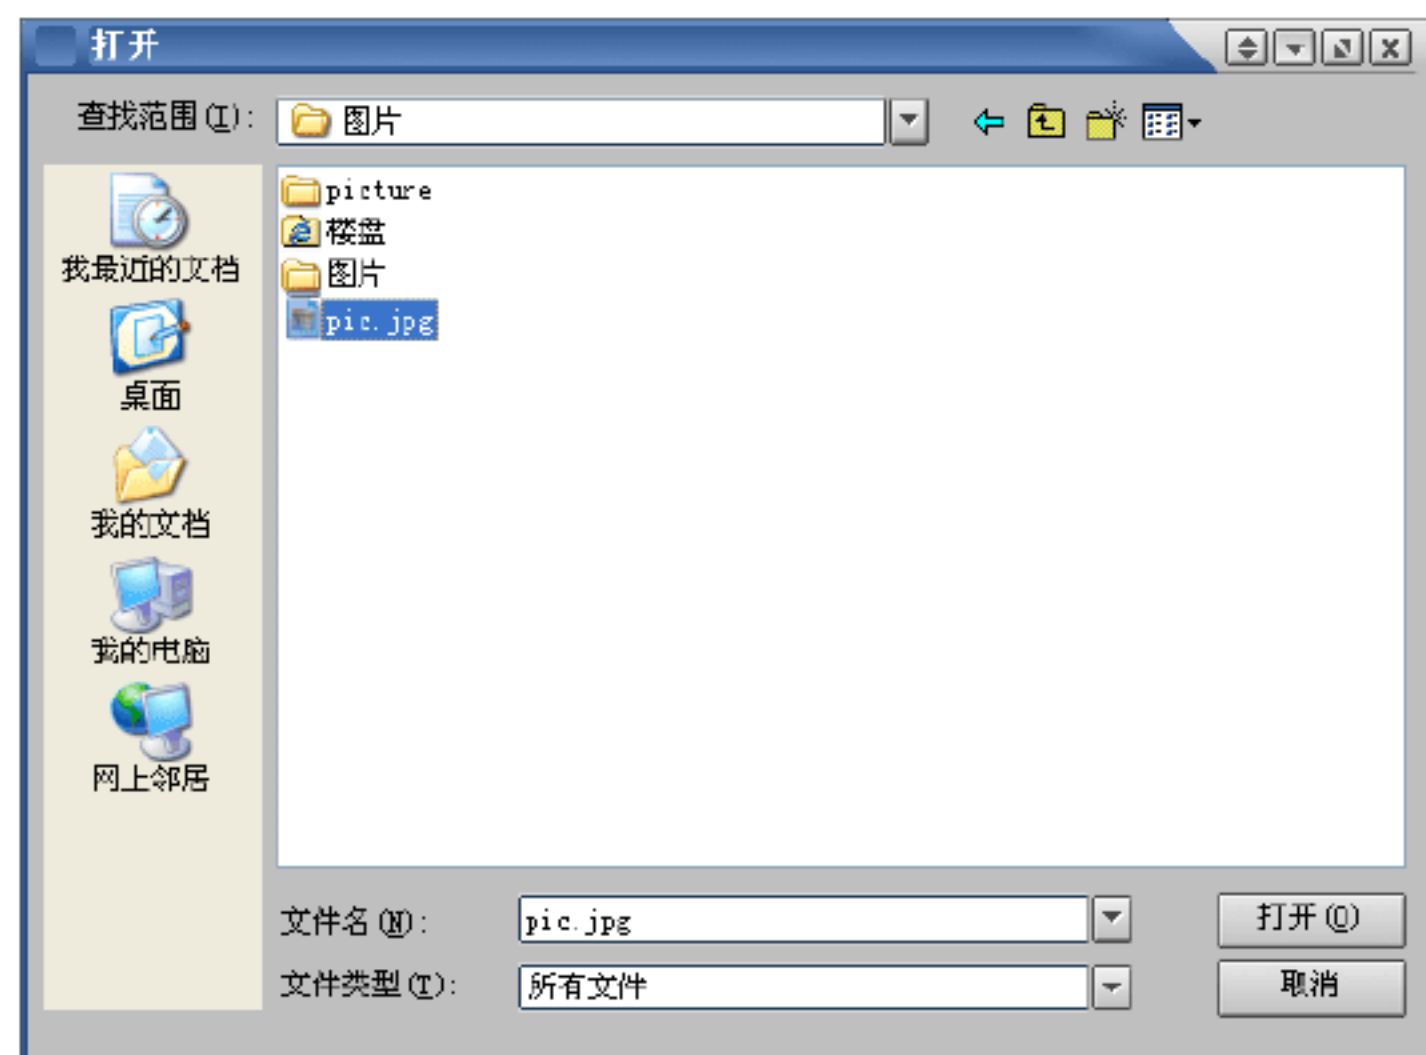 打开
查找范围(I): 图片
picture
楼盘
图片
pic.jpg
我最近的文档
桌面
我的文档
我的电脑
网上邻居
文件名(N): pic.jpg 打开(O)
文件类型(T): 所有文件 取消